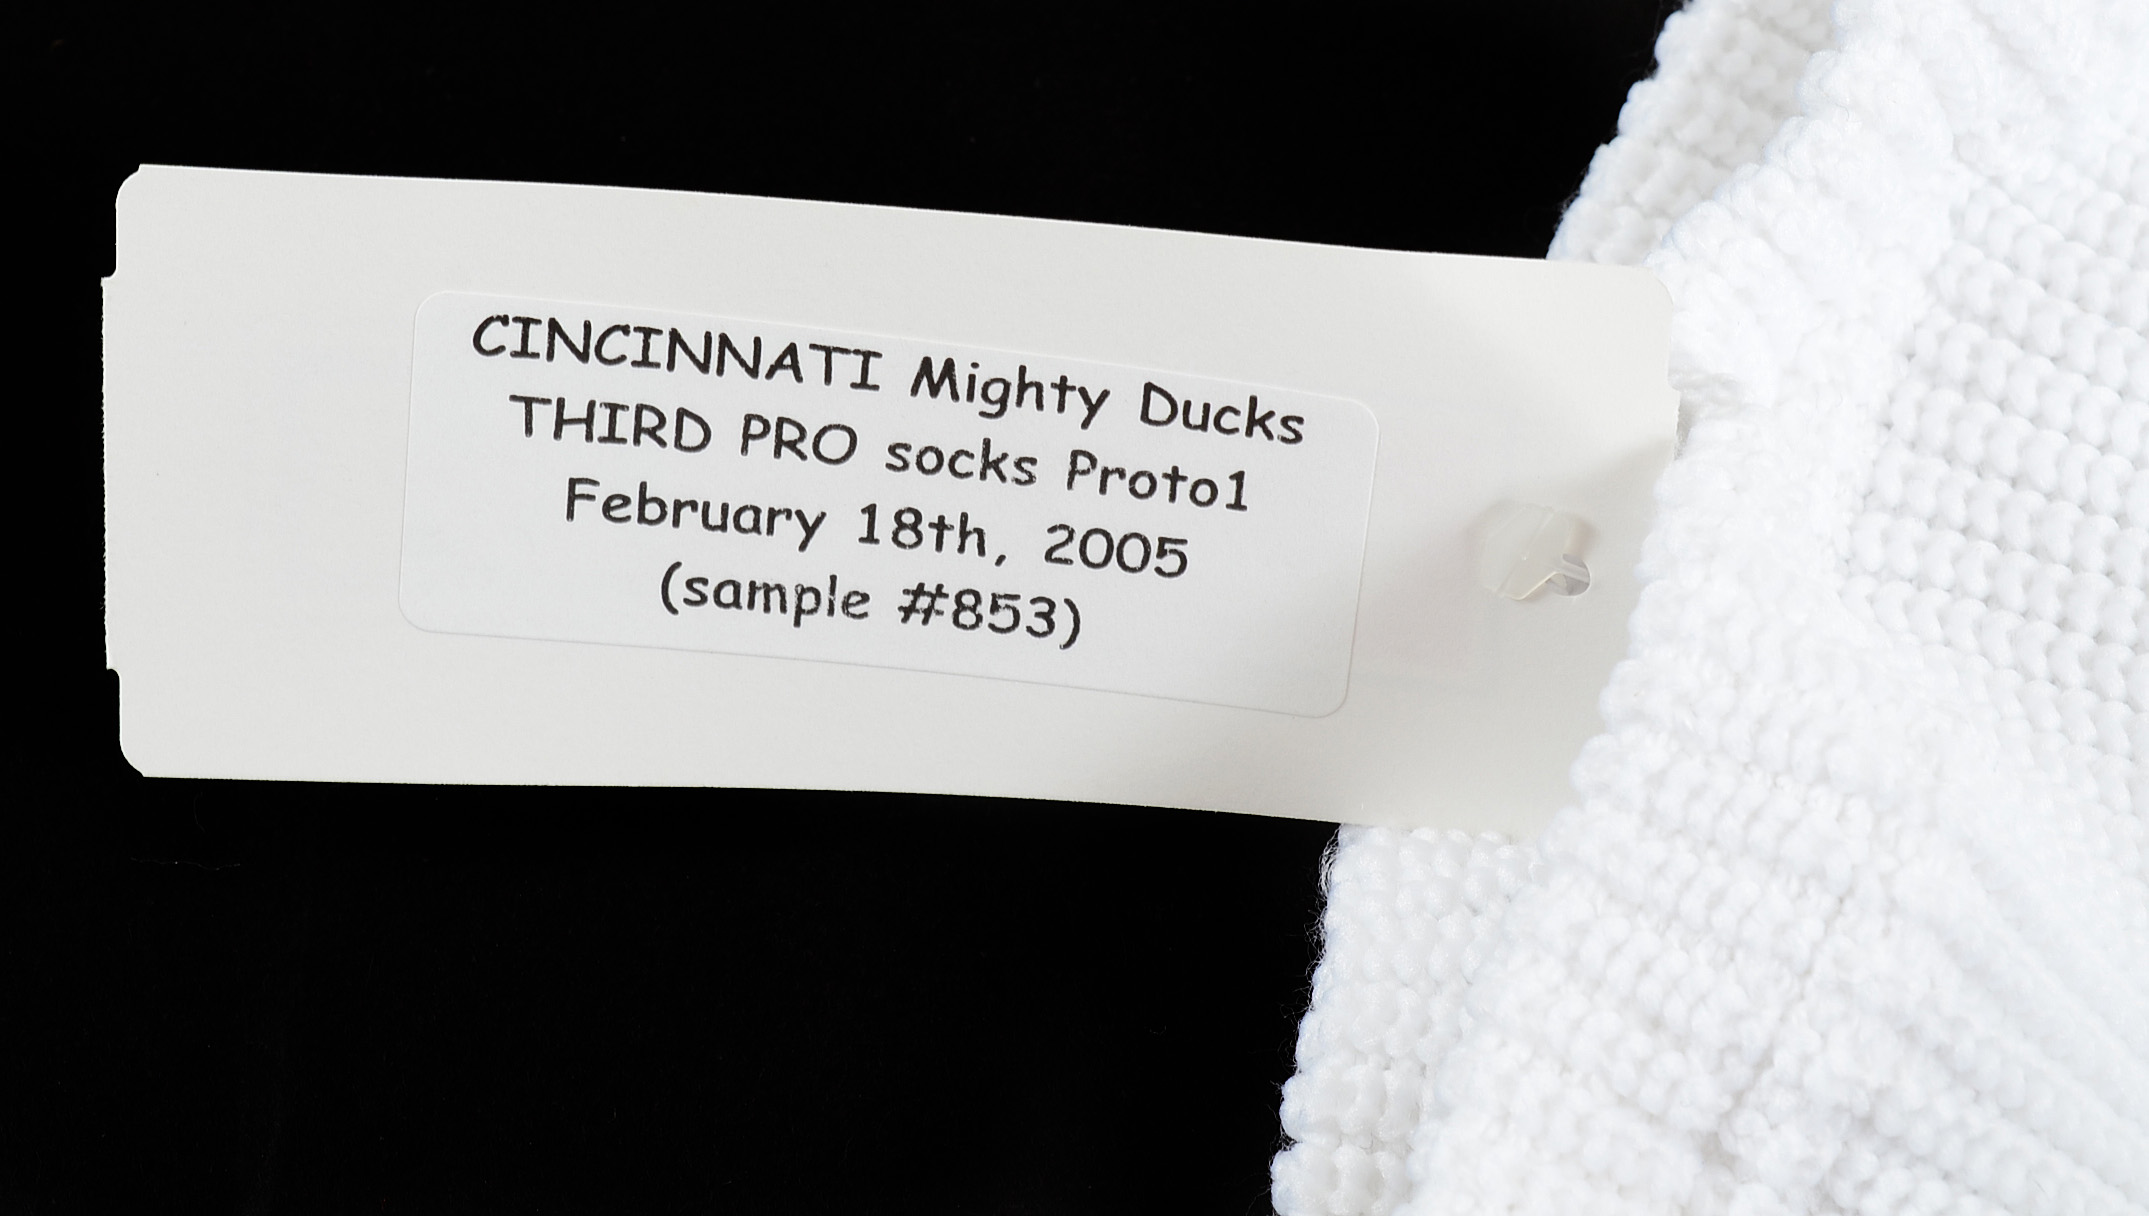 CINCINNATI Mighty Ducks
THIRD PRO socks Proto1
February 18th, 2005
(sample #853)